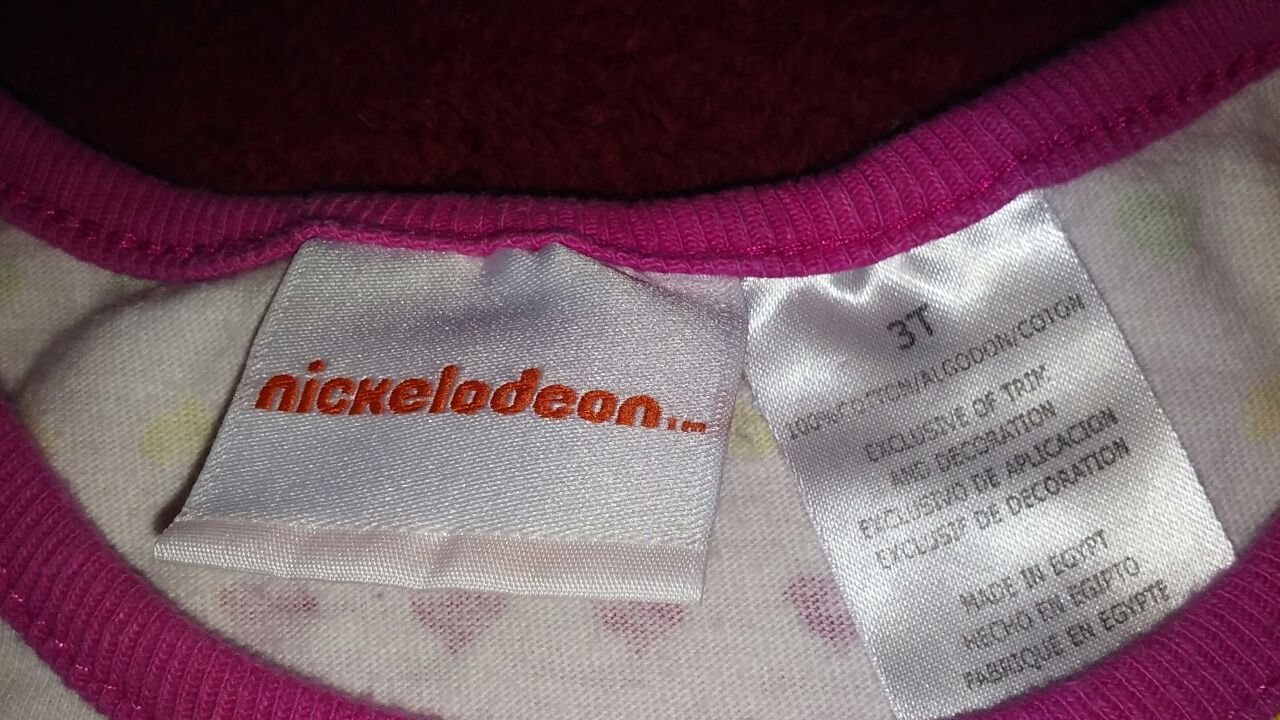 nickelodeon™
3T
100% COTTON/ALGODON/COTON
EXCLUSIVE OF TRIM
AND DECORATION
EXCLUSIVO DE APLICACION
EXCLUSIF DE DECORATION
MADE IN EGYPT
HECHO EN EGIPTO
FABRIQUE EN EGYPTE